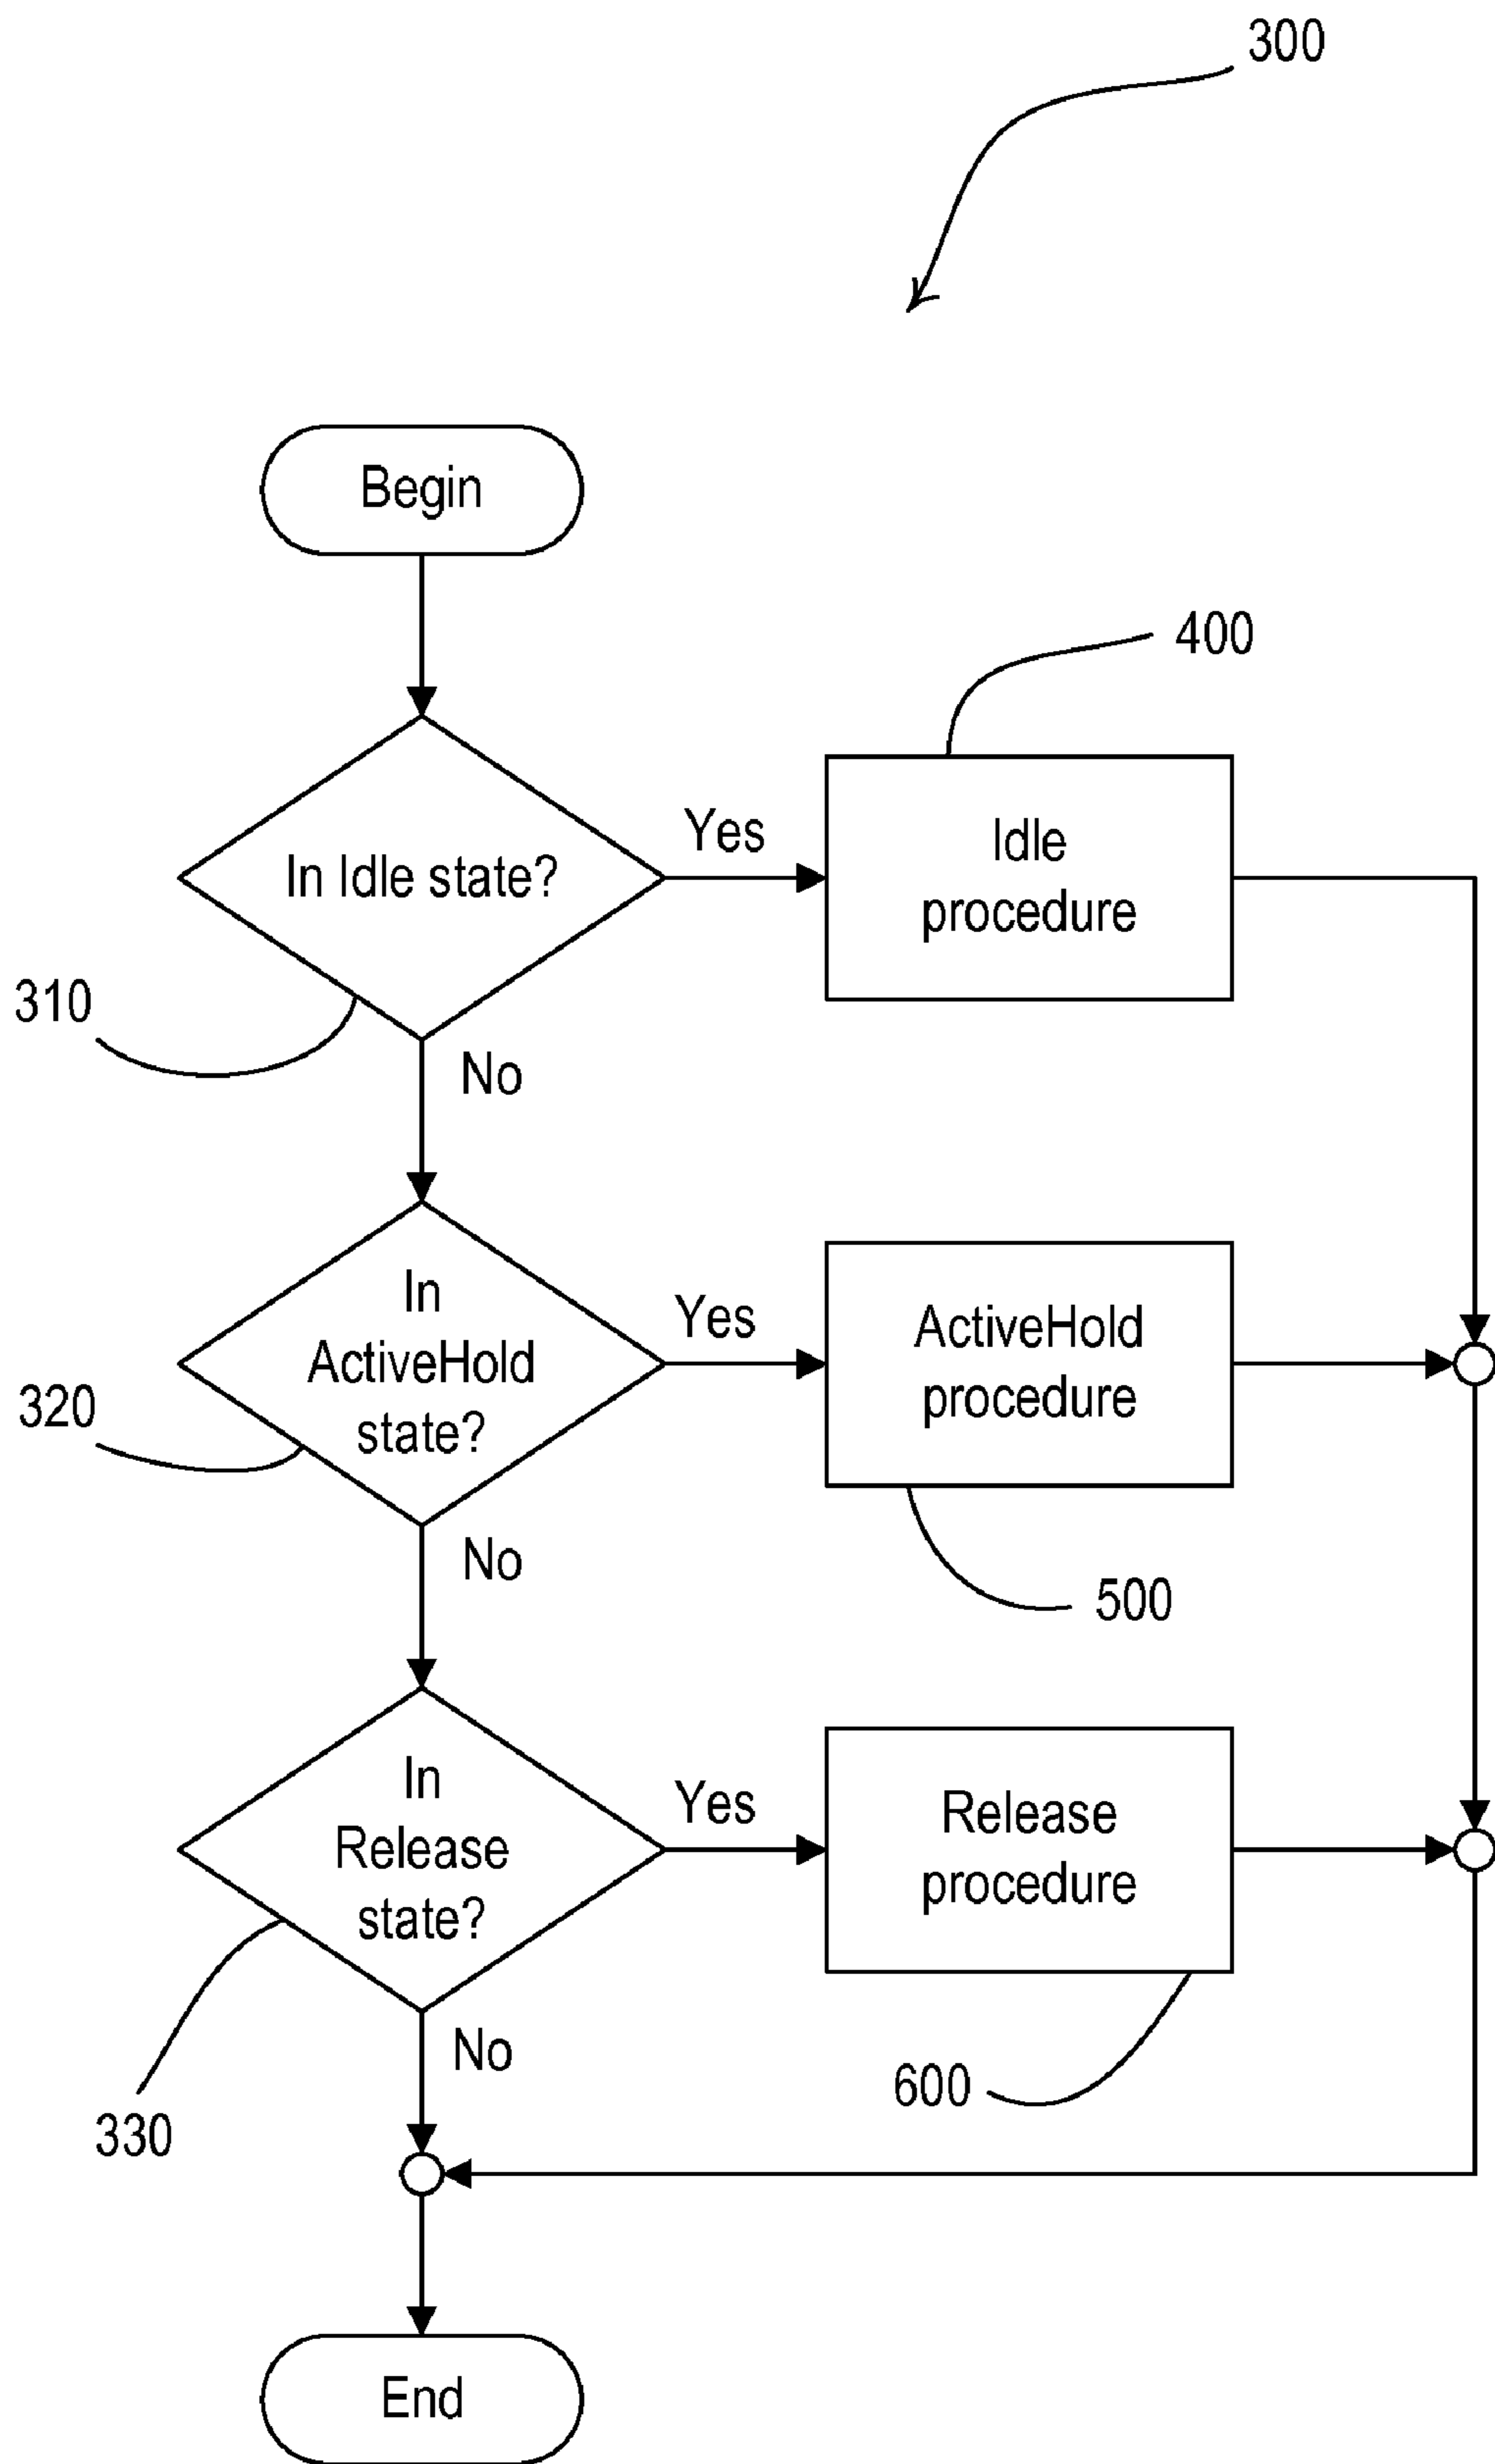 300
Begin
400
In Idle state?
Yes
Idle
procedure
310
No
In
ActiveHold
state?
Yes
ActiveHold
procedure
320
No
500
In
Release
state?
Yes
Release
procedure
330
No
600
End